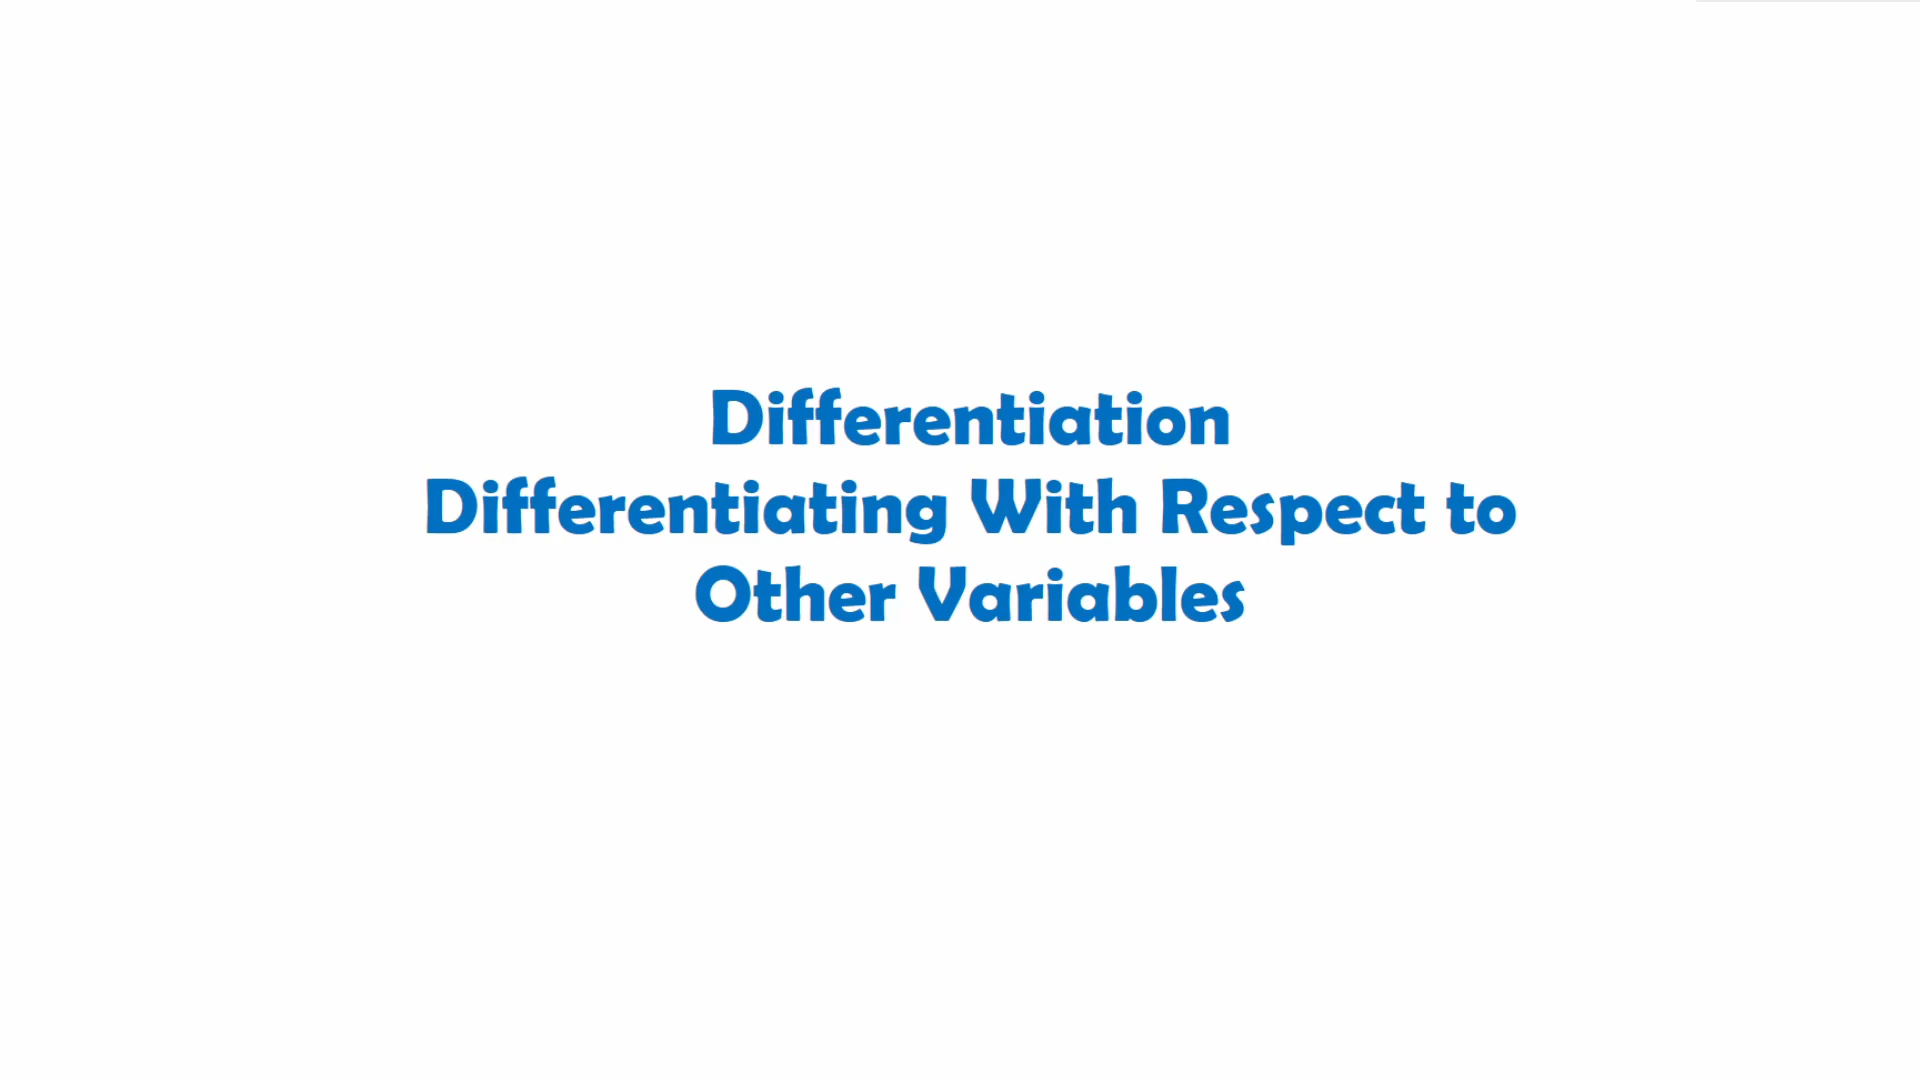 Differentiation
Differentiating With Respect to
Other Variables